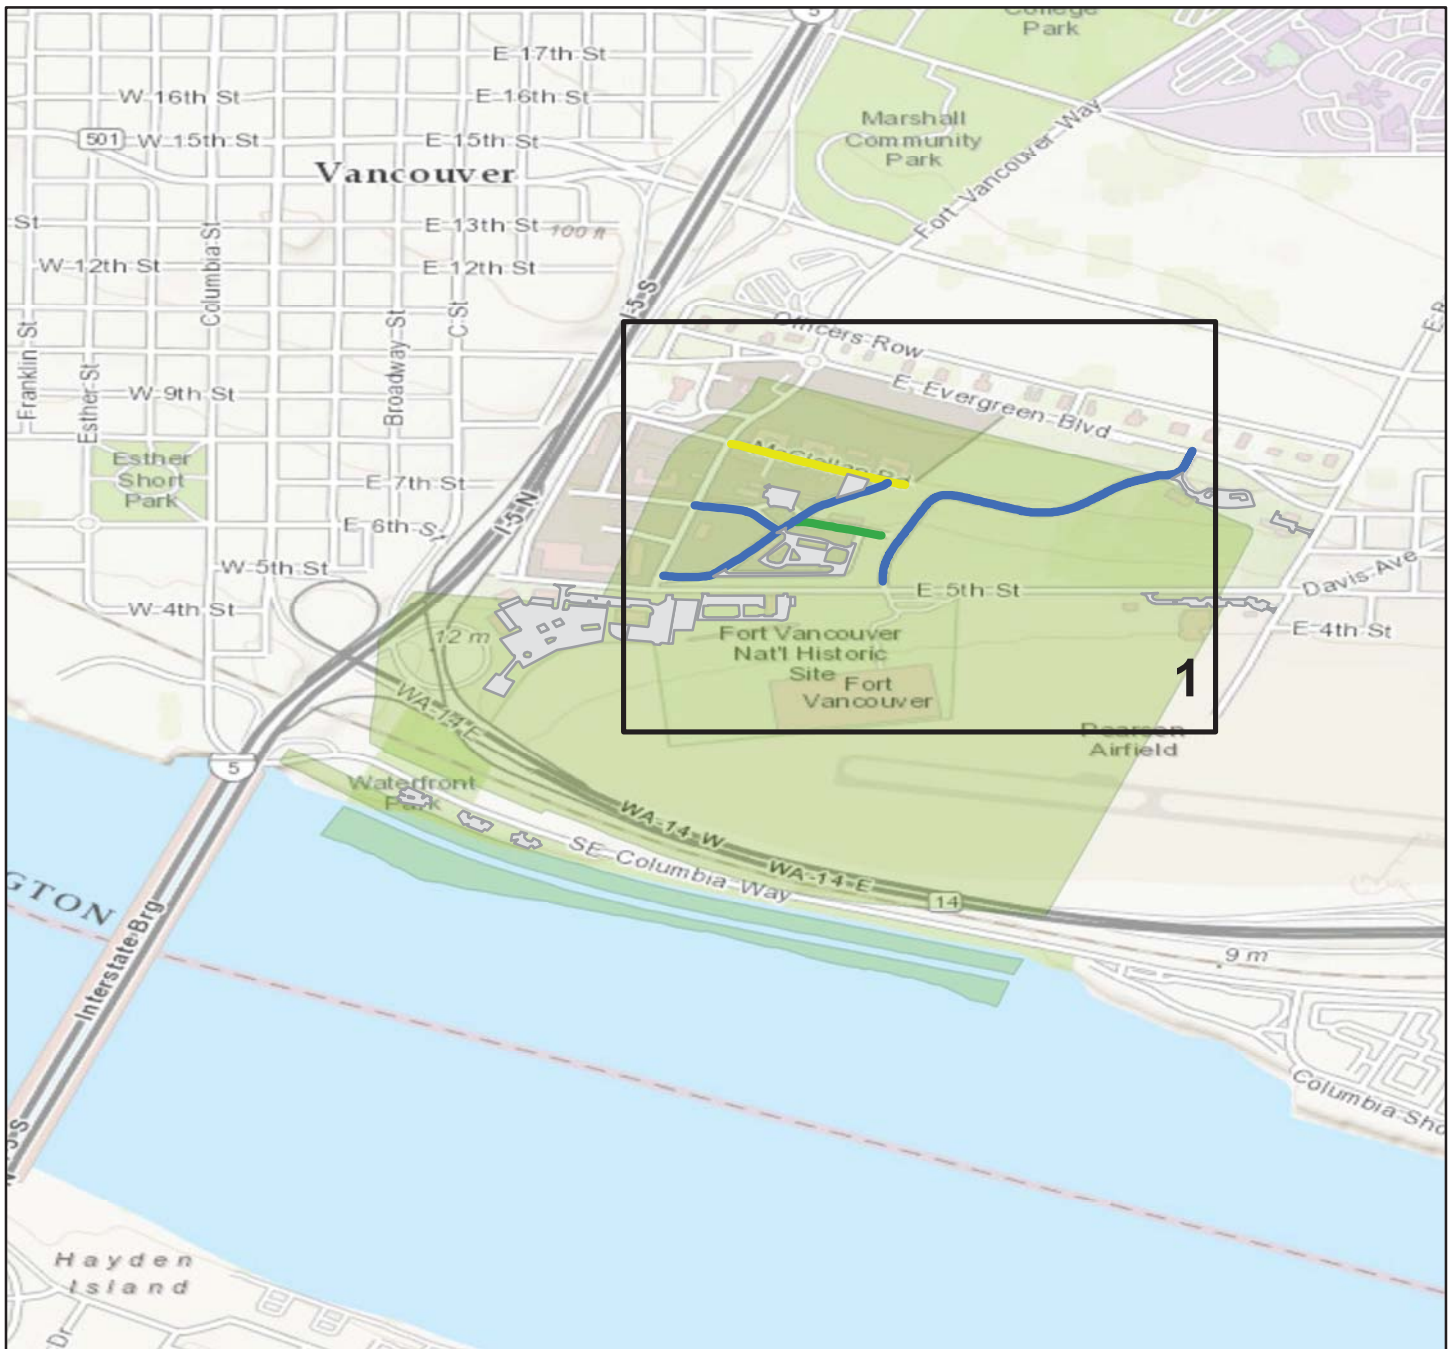 5
College
Park
E 17th St
W 16th St
E 16th St
Marshall
Community
Park
Fort Vancouver Way
501
W 15th St
E 15th St
Vancouver
St
Columbia St
E 13th St
100 ft
W 12th St
E 12th St
I-5 S
C St
Broadway St
Franklin St
Esther St
Officers Row
W 9th St
E Evergreen Blvd
McClellan Rd
Esther
Short
Park
E 7th St
I-5 N
E 6th St
W 5th St
E 5th St
Davis Ave
W 4th St
E 4th St
12 m
Fort Vancouver
Nat'l Historic
Site
Fort
Vancouver
1
WA-14 E
Pearson
Airfield
5
Waterfront
Park
WA-14 W
SE Columbia Way
WA-14 E
14
GTON
Interstate Brg
9 m
Columbia Sho
5 S
Hayden
Island
Dr